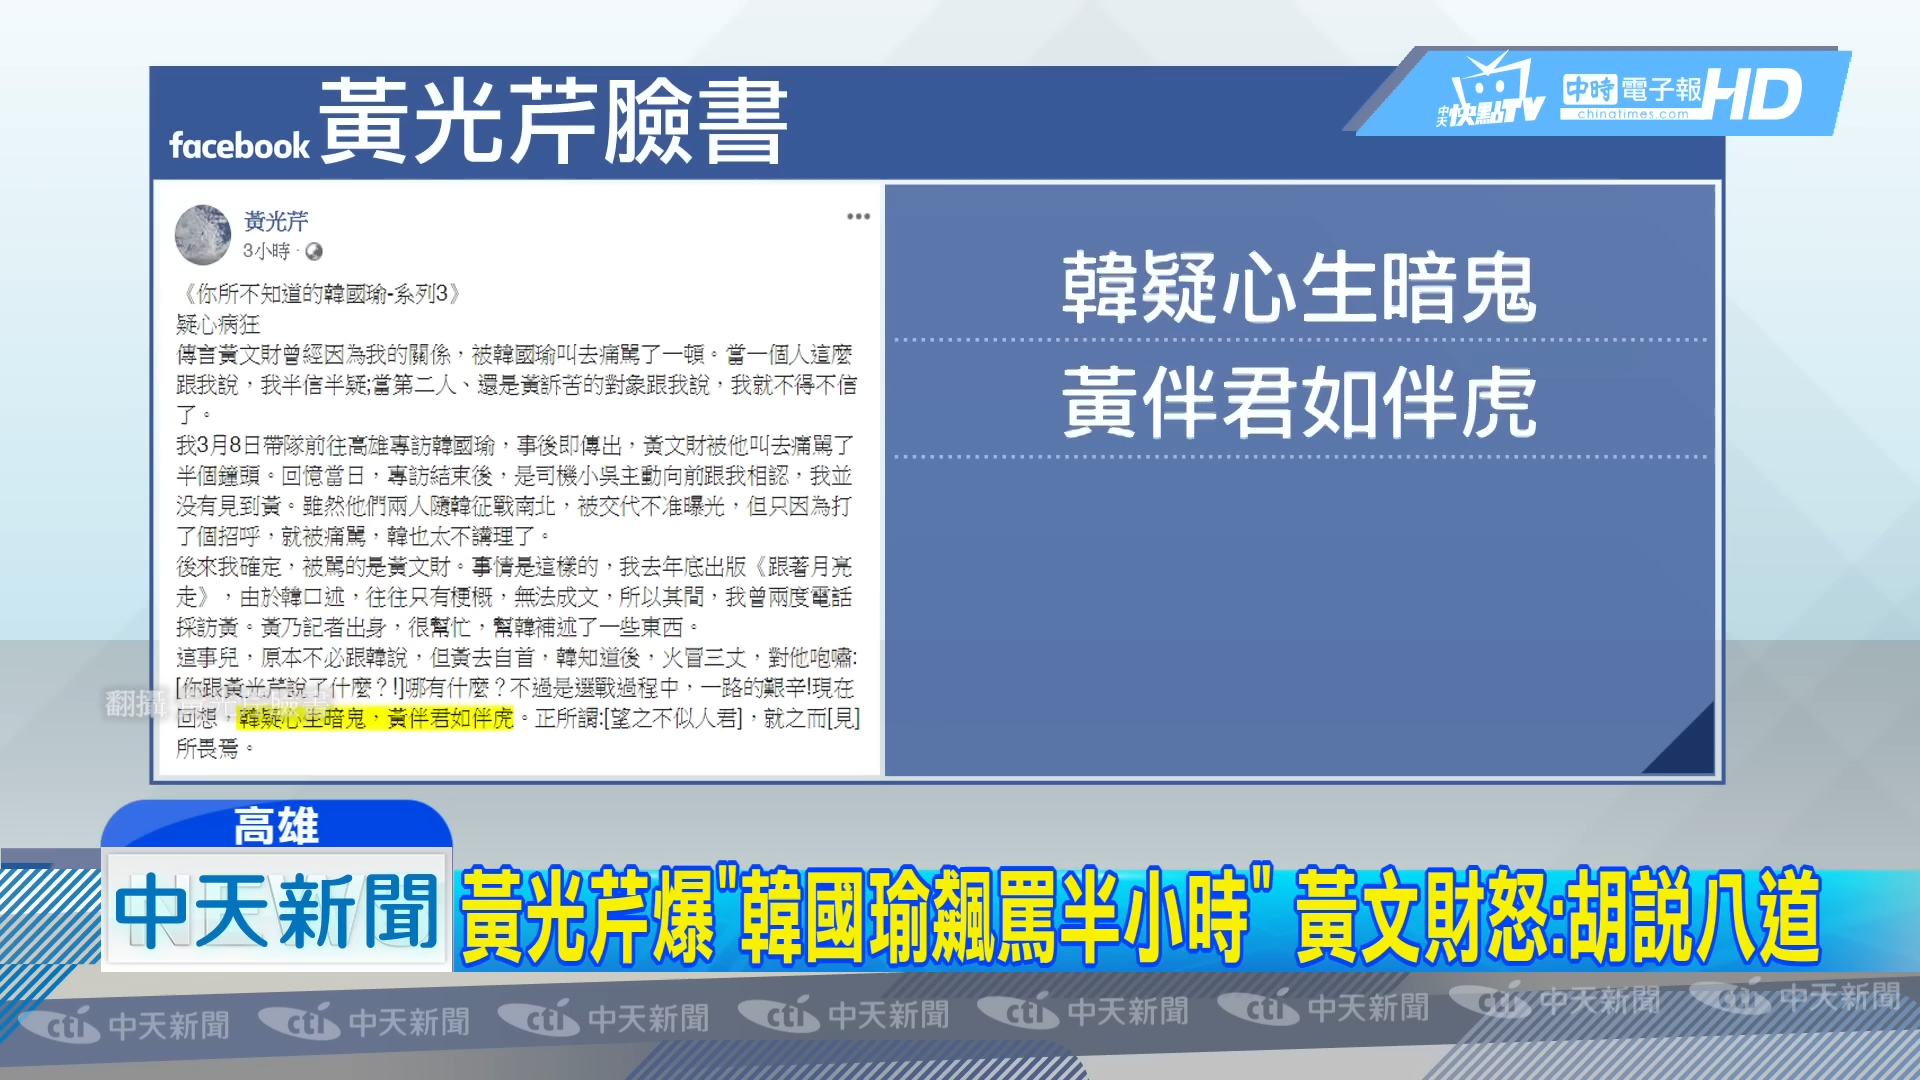 facebook 黃光芹臉書
中天快點TV 中時電子報 HD
chinatimes.com
黃光芹
3小時
《你所不知道的韓國瑜-系列3》
疑心病狂
傳言黃文財曾經因為我的關係，被韓國瑜叫去痛罵了一頓。當一個人這麼
跟我說，我半信半疑;當第二人、還是黃訴苦的對象跟我說，我就不得不信
了。
我3月8日帶隊前往高雄專訪韓國瑜，事後即傳出，黃文財被他叫去痛罵了
半個鐘頭。回憶當日，專訪結束後，是司機小吳主動向前跟我相認，我並
没有見到黃。雖然他們兩人隨韓征戰南北，被交代不准曝光，但只因為打
了個招呼，就被痛罵，韓也太不講理了。
後來我確定，被罵的是黃文財。事情是這樣的，我去年底出版《跟著月亮
走》，由於韓口述，往往只有梗概，無法成文，所以其間，我曾兩度電話
採訪黃。黃乃記者出身，很幫忙，幫韓補述了一些東西。
這事兒，原本不必跟韓說，但黃去自首，韓知道後，火冒三丈，對他咆嘯:
[你跟黃光芹說了什麼？!]哪有什麼？不過是選戰過程中，一路的艱辛!現在
回想，韓疑心生暗鬼，黃伴君如伴虎。正所謂:[望之不似人君]，就之而[見]
所畏焉。
翻攝 黃光芹臉書
韓疑心生暗鬼
黃伴君如伴虎
高雄
中天新聞
NEWS
黃光芹爆"韓國瑜飆罵半小時" 黃文財怒:胡說八道
cti 中天新聞 cti 中天新聞 cti 中天新聞 cti 中天新聞 cti 中天新聞 cti 中天新聞 cti 中天新聞 cti 中天新聞